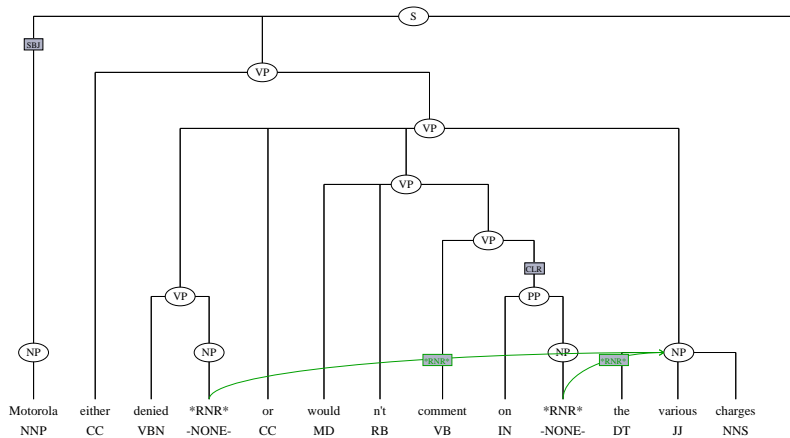 S
SBJ
VP
VP
VP
VP
CLR
VP PP
NP NP NP NP
*RNR* *RNR*
Motorola either denied *RNR* or would n't comment on *RNR* the various charges
NNP CC VBN -NONE- CC MD RB VB IN -NONE- DT JJ NNS